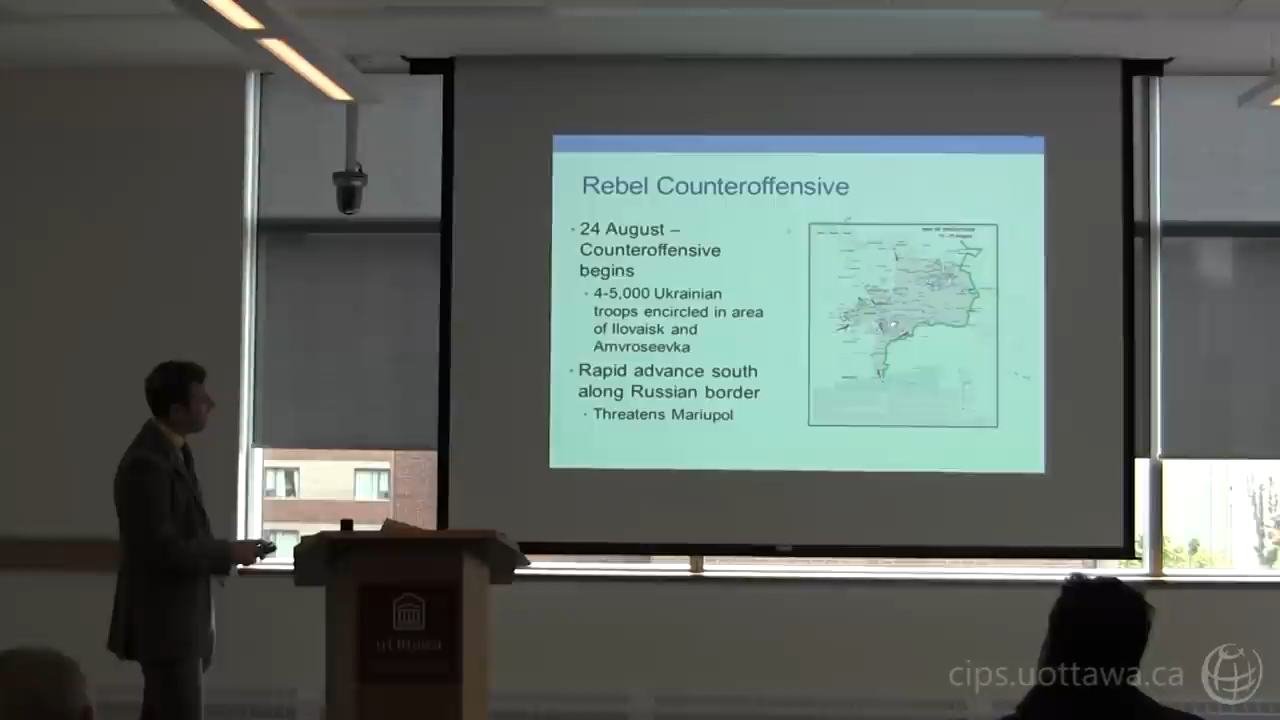 Rebel Counteroffensive
24 August –
Counteroffensive
begins
4-5,000 Ukrainian
troops encircled in area
of Ilovaisk and
Amvroseevka
Rapid advance south
along Russian border
Threatens Mariupol
uOttawa
cips.uottawa.ca